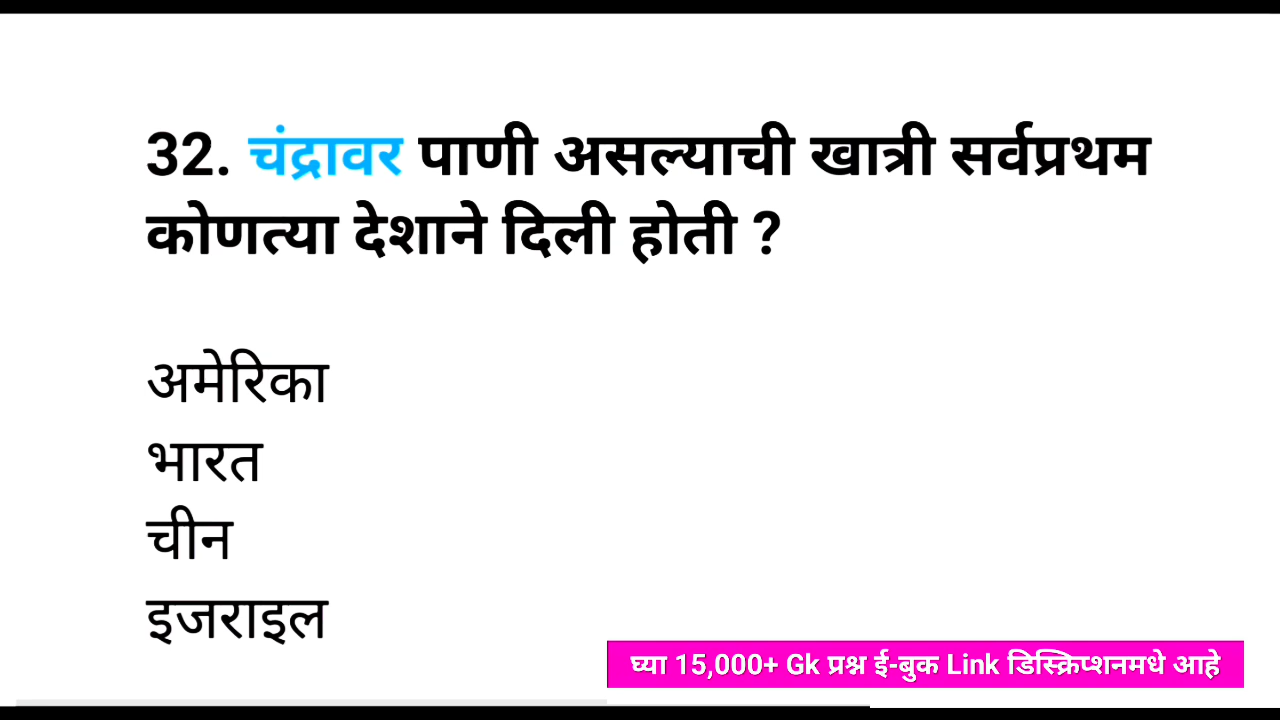 32. चंद्रावर पाणी असल्याची खात्री सर्वप्रथम
कोणत्या देशाने दिली होती ?
अमेरिका
भारत
चीन
इजराइल
घ्या 15,000+ Gk प्रश्न ई-बुक Link डिस्क्रिप्शनमधे आहे